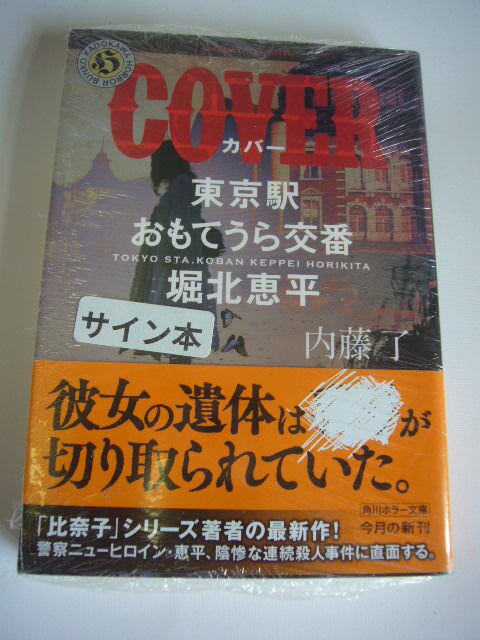 KADOKAWA HORROR BUNKO
H
COVER
カバー
東京駅
おもてうら交番
TOKYO STA.KOBAN KEPPEI HORIKITA
堀北恵平
サイン本
内藤 了
彼女の遺体は が
切り取られていた。
角川ホラー文庫
今月の新刊
「比奈子」シリーズ著者の最新作!
警察ニューヒロイン・恵平、陰惨な連続殺人事件に直面する。